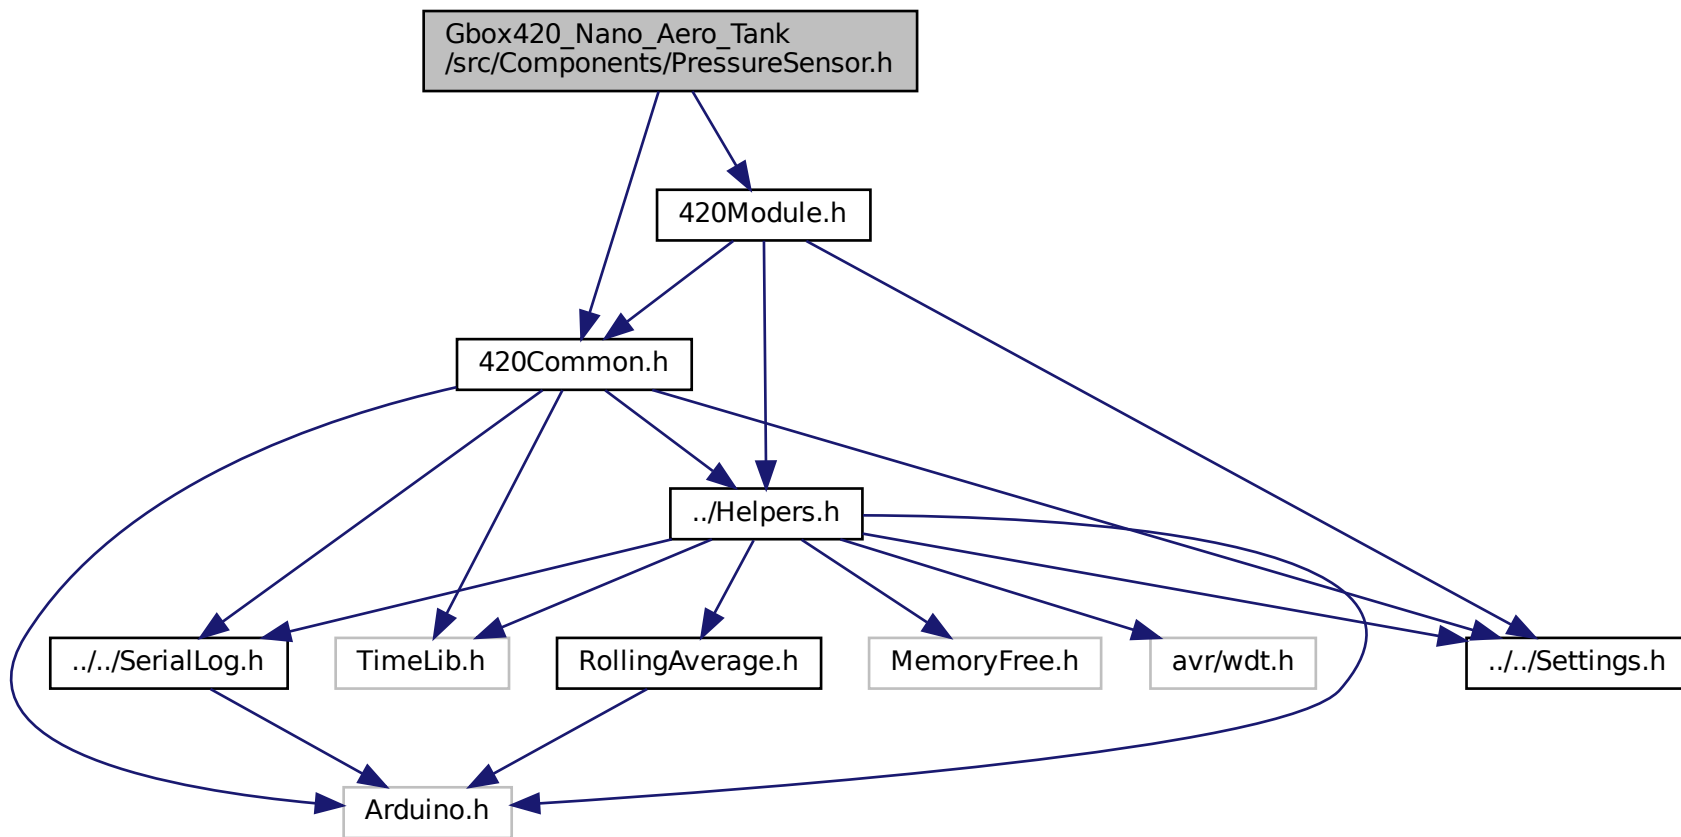 Gbox420_Nano_Aero_Tank
/src/Components/PressureSensor.h
420Module.h
420Common.h
../Helpers.h
../../SerialLog.h
TimeLib.h
RollingAverage.h
MemoryFree.h
avr/wdt.h
../../Settings.h
Arduino.h